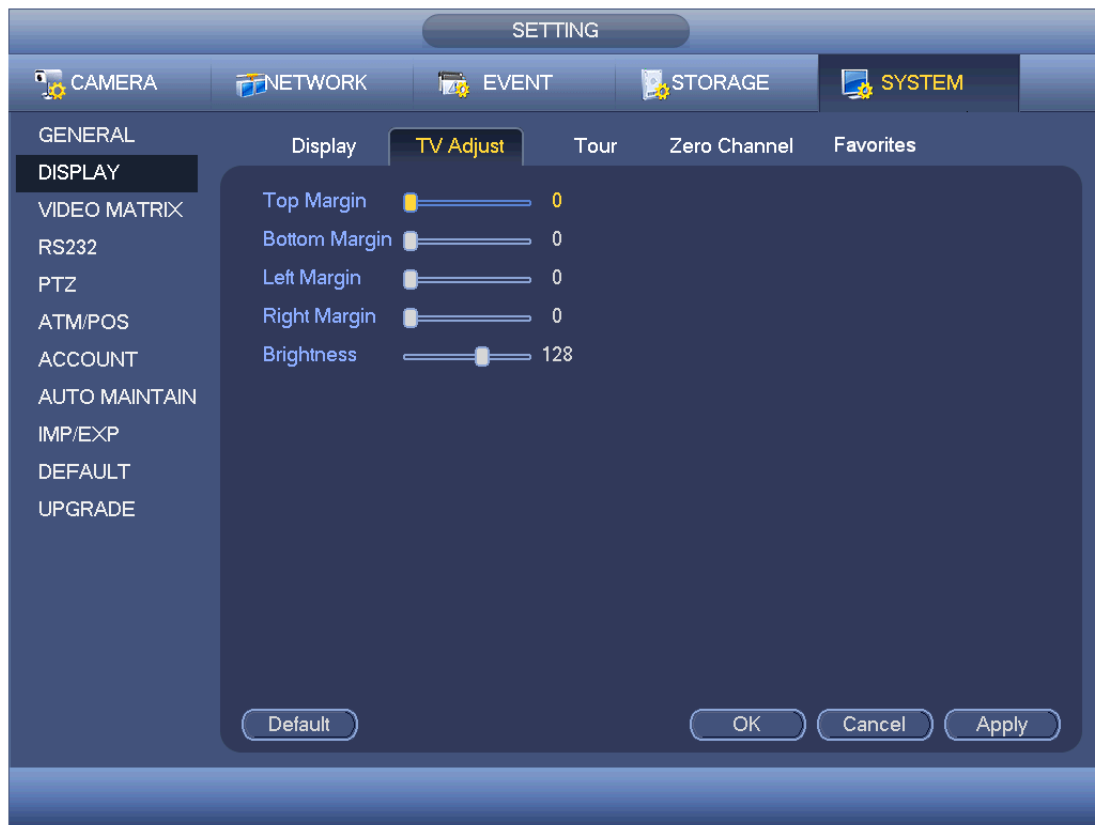 SETTING
CAMERA NETWORK EVENT STORAGE SYSTEM
GENERAL
DISPLAY
VIDEO MATRIX
RS232
PTZ
ATM/POS
ACCOUNT
AUTO MAINTAIN
IMP/EXP
DEFAULT
UPGRADE
Display TV Adjust Tour Zero Channel Favorites
Top Margin 0
Bottom Margin 0
Left Margin 0
Right Margin 0
Brightness 128
Default OK Cancel Apply